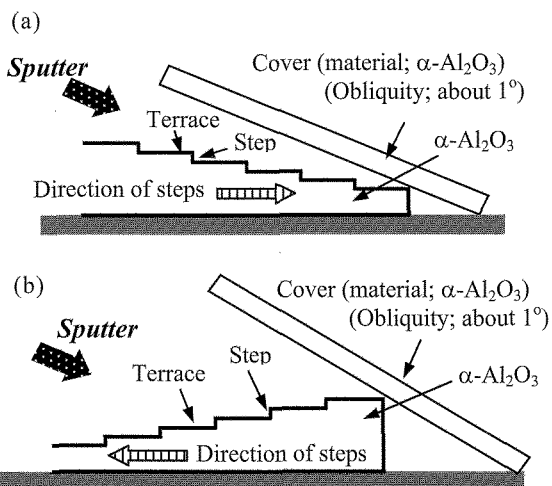 (a)
Sputter
Cover (material; α-Al2O3)
(Obliquity; about 1°)
Terrace
Step
α-Al2O3
Direction of steps
(b)
Sputter
Cover (material; α-Al2O3)
(Obliquity; about 1°)
Step
Terrace
α-Al2O3
Direction of steps